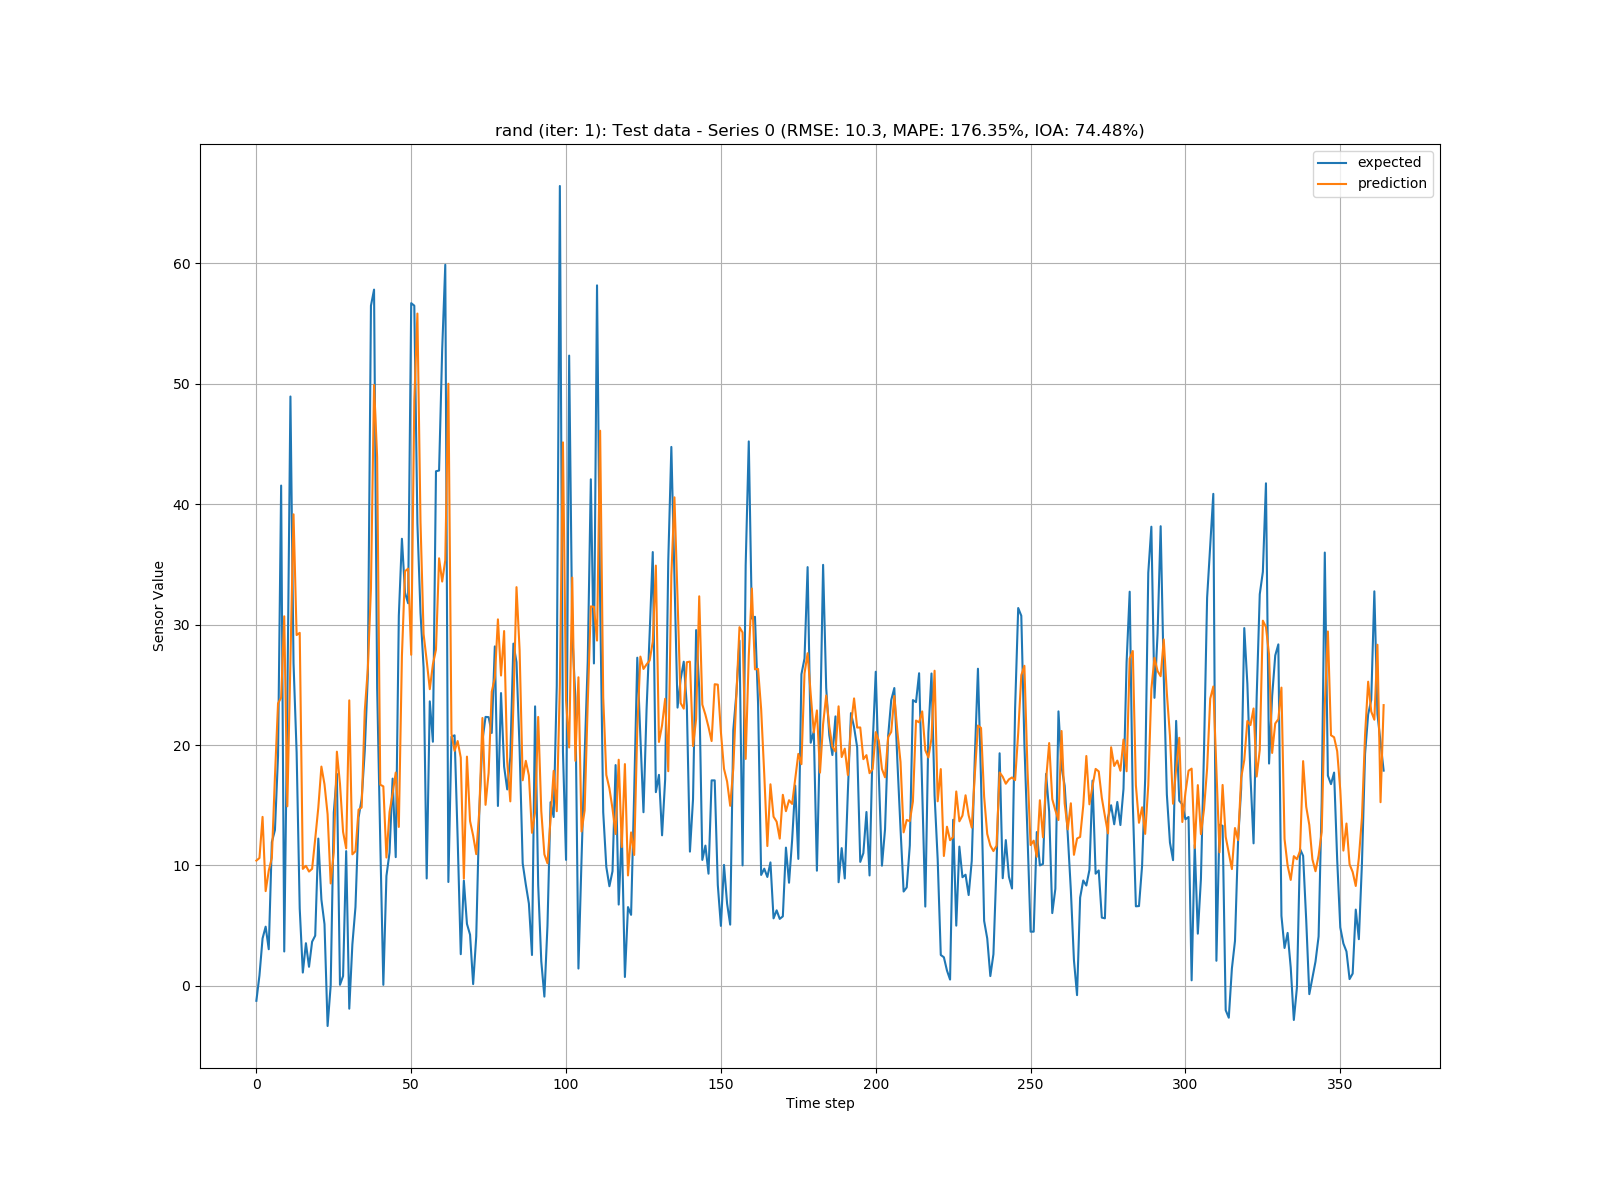 rand (iter: 1): Test data - Series 0 (RMSE: 10.3, MAPE: 176.35%, IOA: 74.48%)
expected
prediction
60
50
40
30
20
10
0
Sensor Value
0 50 100 150 200 250 300 350
Time step